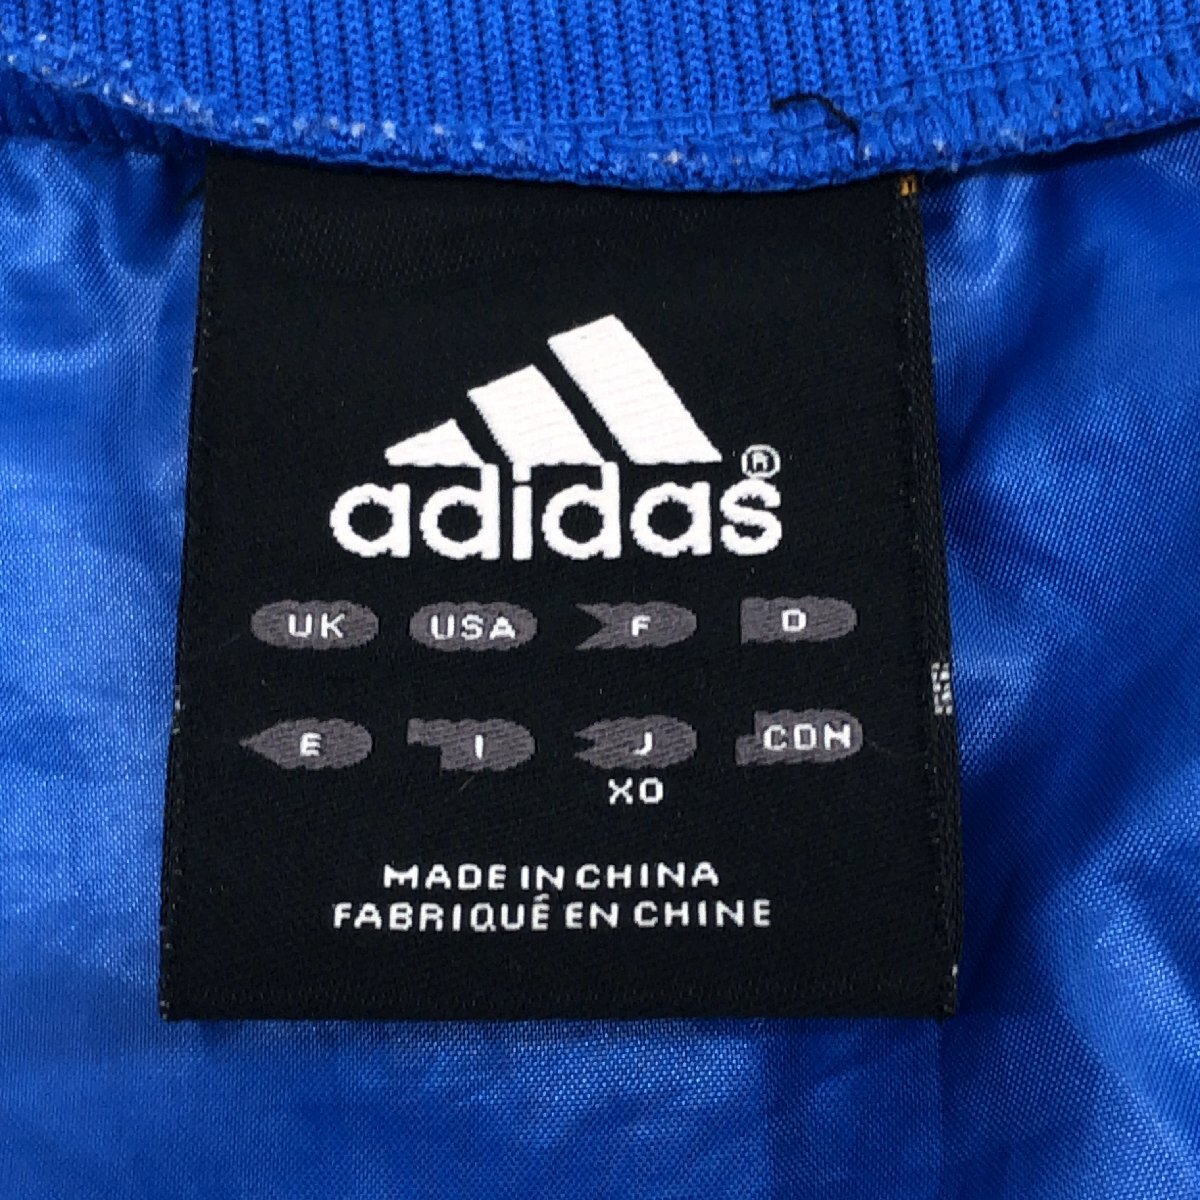 adidas®
UK USA F D
E I J CDN
XO
MADE IN CHINA
FABRIQUÉ EN CHINE